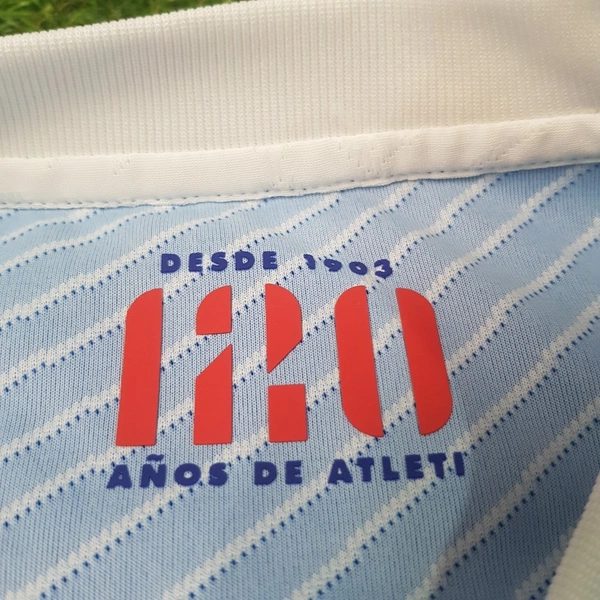 DESDE 1903
120
AÑOS DE ATLETI